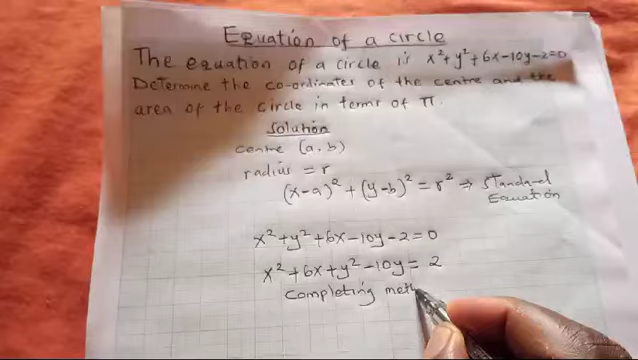 Equation of a circle
The equation of a circle is x²+y²+6x-10y-2=0
Determine the co-ordinates of the centre and the
area of the circle in terms of π.
Solution
Centre (a,b)
radius = r
(x-a)² + (y-b)² = r² ⇒ Standard
Equation
x²+y²+6x-10y-2=0
x²+6x+y²-10y= 2
Completing meth